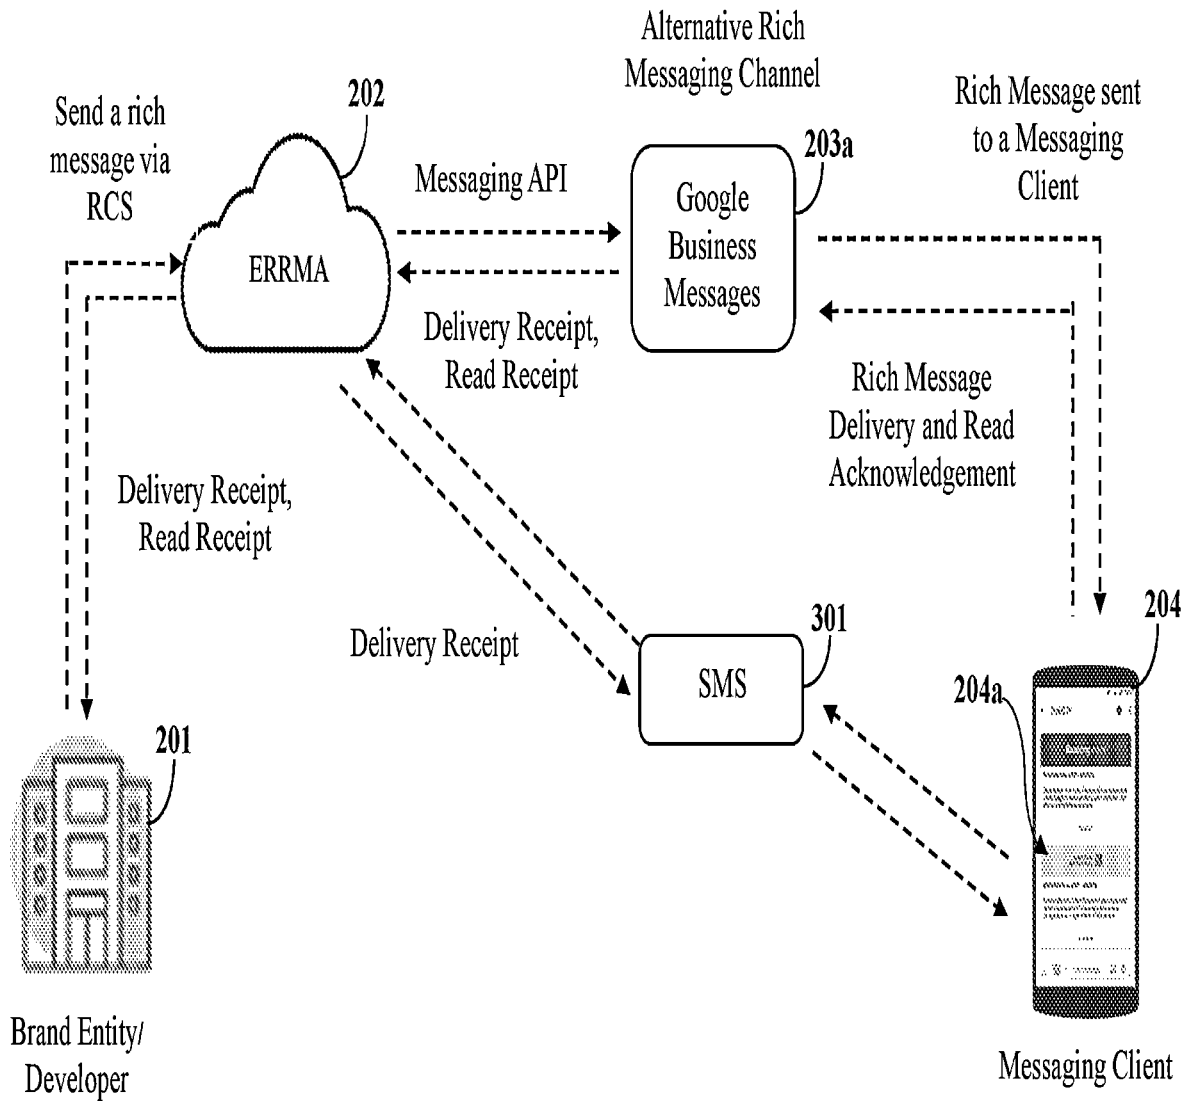 Alternative Rich
Messaging Channel
202
Send a rich
message via
RCS
Rich Message sent
to a Messaging
Client
203a
Messaging API
Google
Business
Messages
ERRMA
Delivery Receipt,
Read Receipt
Rich Message
Delivery and Read
Acknowledgement
Delivery Receipt,
Read Receipt
Delivery Receipt
301
SMS
204
204a
201
Brand Entity/
Developer
Messaging Client